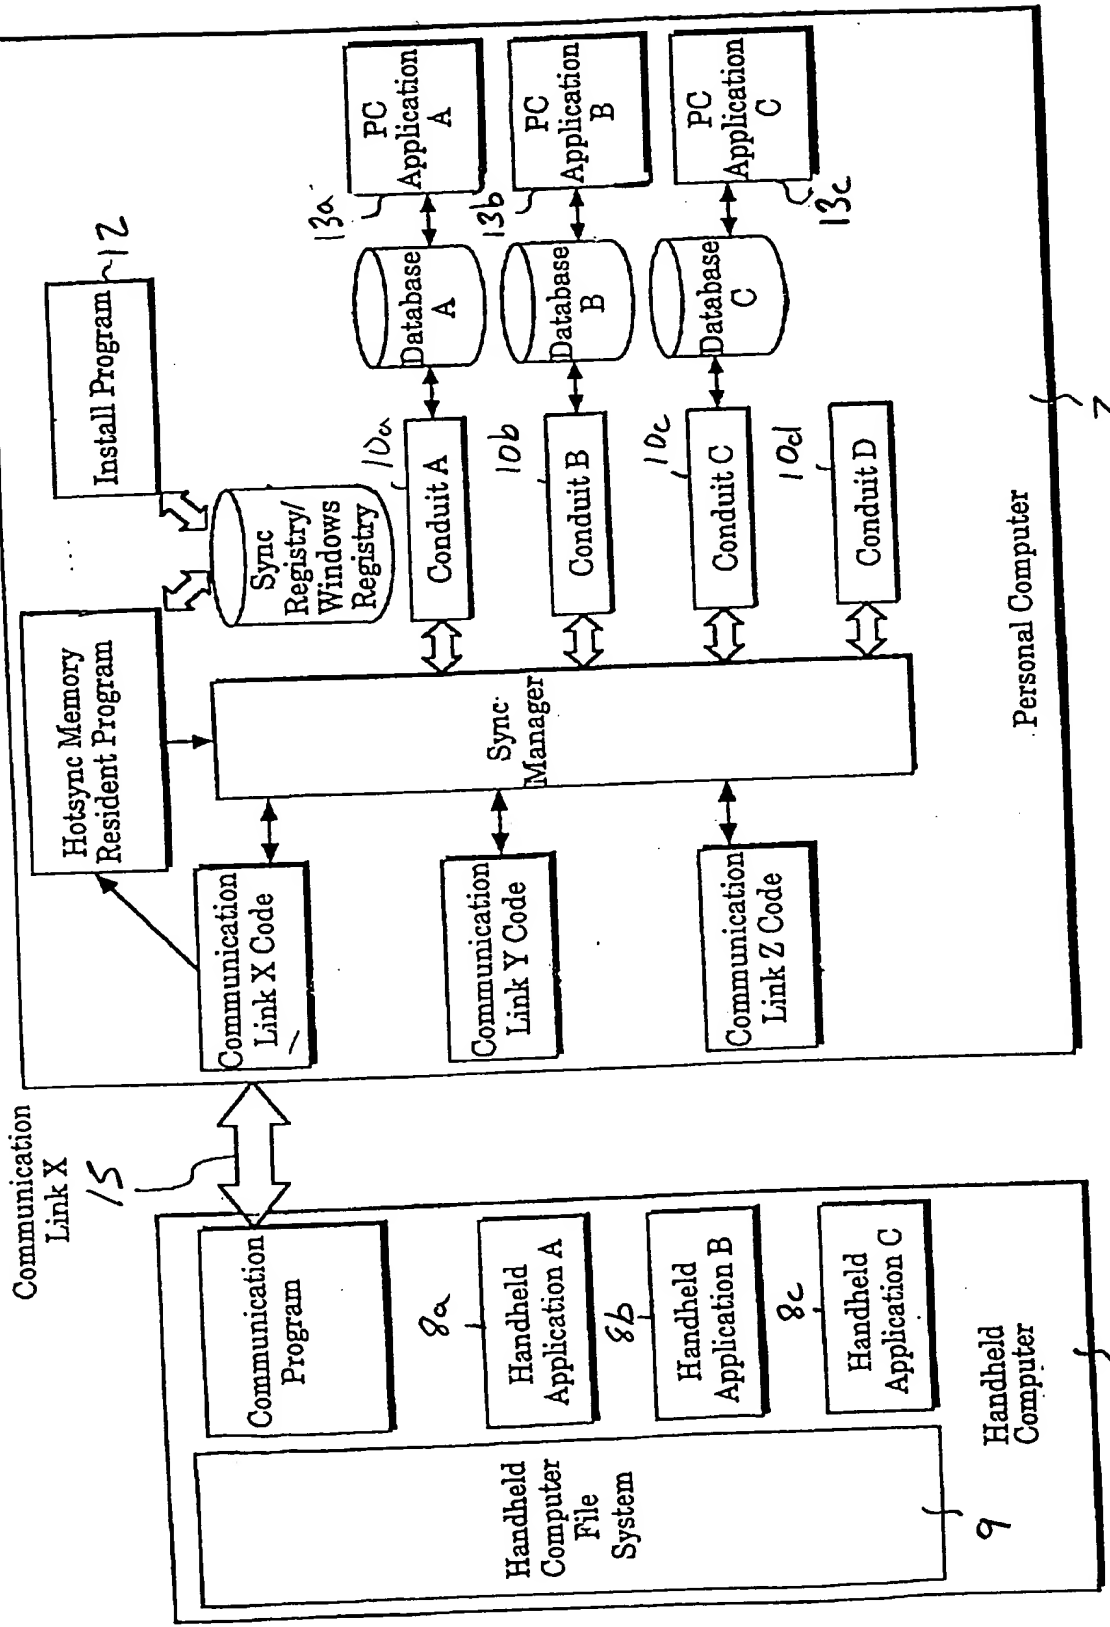 Communication
Link X
15
Handheld
Computer
File
System
9
Communication
Program
8a
Handheld
Application A
8b
Handheld
Application B
8c
Handheld
Application C
Handheld
Computer
Hotsync Memory
Resident Program
Install Program
12
Sync
Registry/
Windows
Registry
Communication
Link X Code
Communication
Link Y Code
Communication
Link Z Code
Sync
Manager
10a
Conduit A
10b
Conduit B
10c
Conduit C
10d
Conduit D
Database
A
Database
B
Database
C
13a
PC
Application
A
13b
PC
Application
B
13c
PC
Application
C
Personal Computer